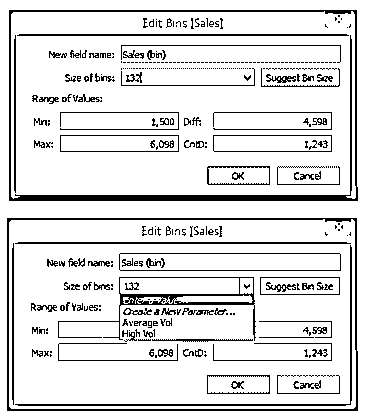 Edit Bins [Sales]
New field name: Sales (bin)
Size of bins: 132 Suggest Bin Size
Range of Values:
Min: 1,500 Diff: 4,598
Max: 6,098 CntD: 1,243
OK Cancel
Edit Bins [Sales]
New field name: Sales (bin)
Size of bins: 132 Suggest Bin Size
Enter a Value...
Range of Values:
Create a New Parameter...
Average Vol
Min: 4,598
High Vol
Max: 6,098 CntD: 1,243
OK Cancel